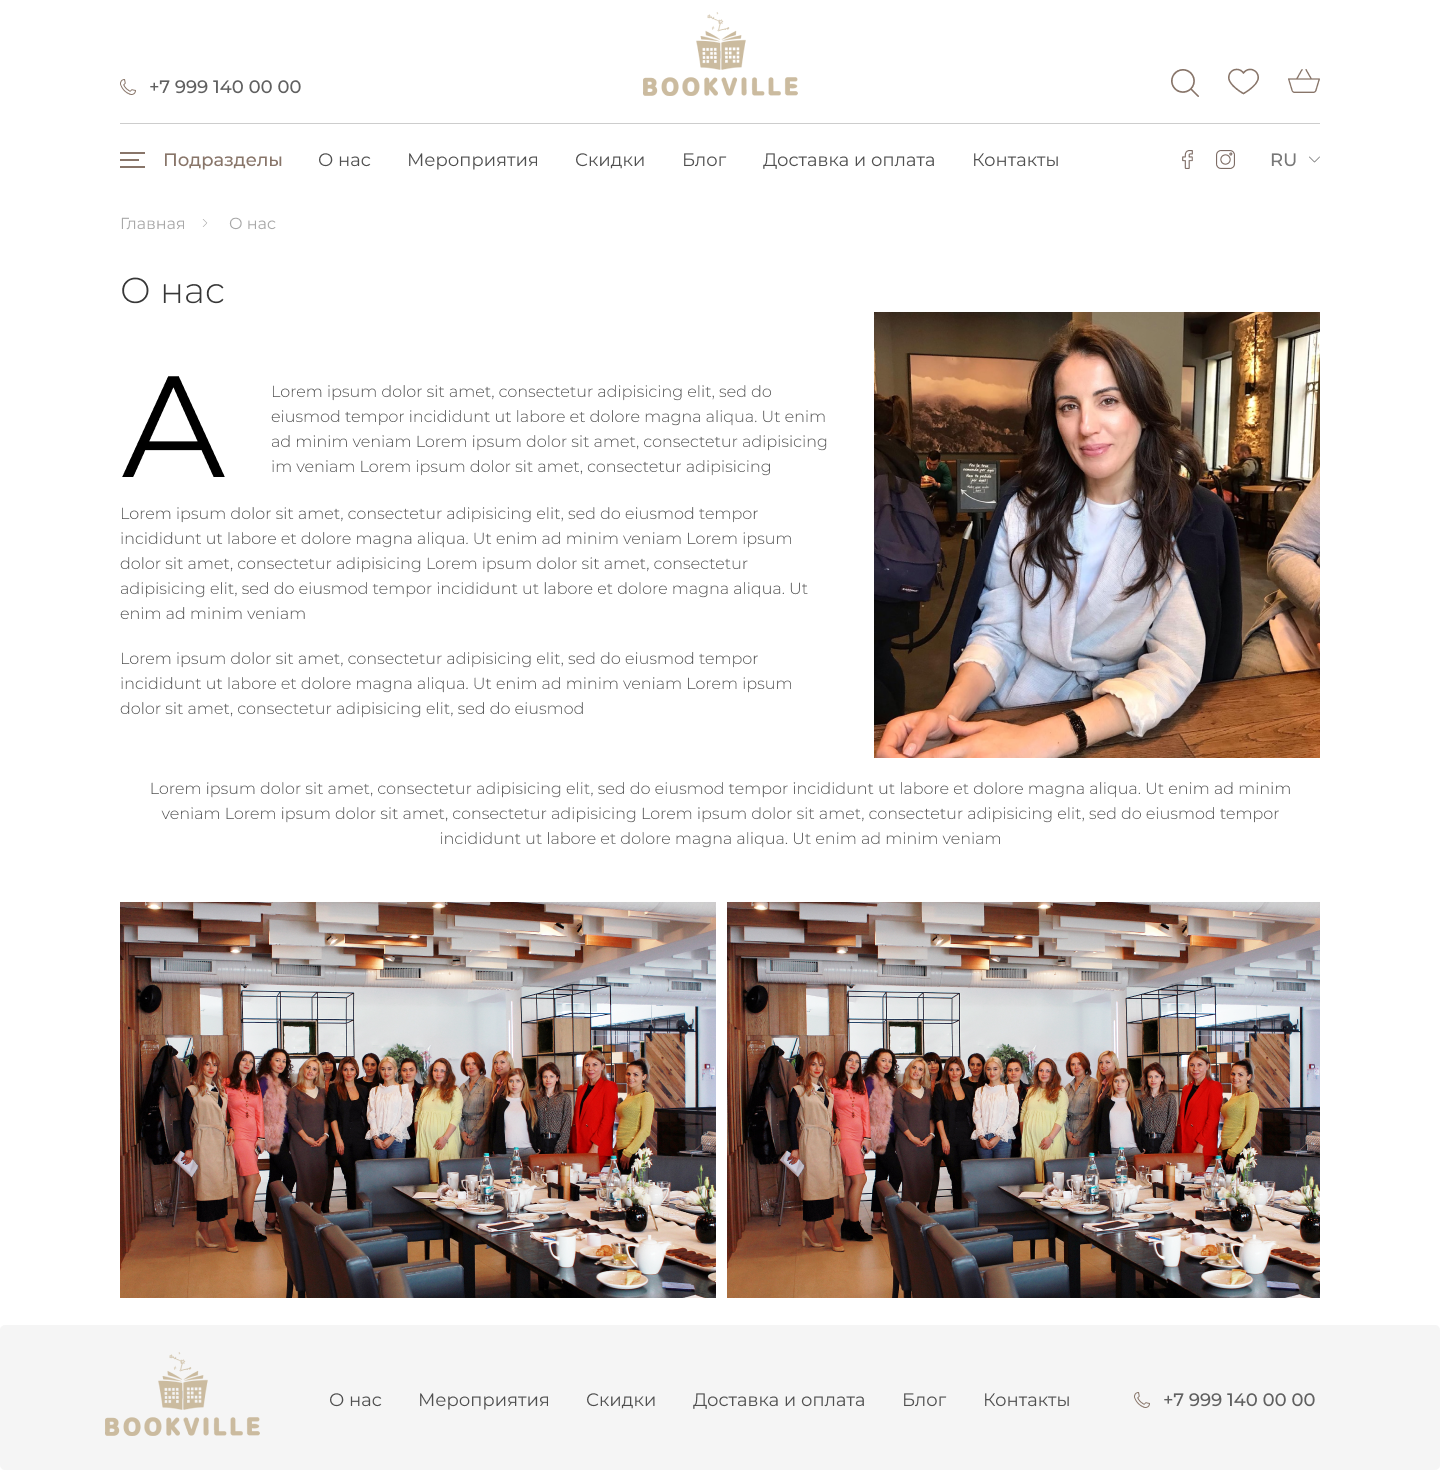 +7 999 140 00 00
BOOKVILLE
Подразделы
О нас
Мероприятия
Скидки
Блог
Доставка и оплата
Контакты
RU
Главная
О нас
О нас
A
Lorem ipsum dolor sit amet, consectetur adipisicing elit, sed do
eiusmod tempor incididunt ut labore et dolore magna aliqua. Ut enim
ad minim veniam Lorem ipsum dolor sit amet, consectetur adipisicing
im veniam Lorem ipsum dolor sit amet, consectetur adipisicing
Lorem ipsum dolor sit amet, consectetur adipisicing elit, sed do eiusmod tempor
incididunt ut labore et dolore magna aliqua. Ut enim ad minim veniam Lorem ipsum
dolor sit amet, consectetur adipisicing Lorem ipsum dolor sit amet, consectetur
adipisicing elit, sed do eiusmod tempor incididunt ut labore et dolore magna aliqua. Ut
enim ad minim veniam
Lorem ipsum dolor sit amet, consectetur adipisicing elit, sed do eiusmod tempor
incididunt ut labore et dolore magna aliqua. Ut enim ad minim veniam Lorem ipsum
dolor sit amet, consectetur adipisicing elit, sed do eiusmod
Lorem ipsum dolor sit amet, consectetur adipisicing elit, sed do eiusmod tempor incididunt ut labore et dolore magna aliqua. Ut enim ad minim
veniam Lorem ipsum dolor sit amet, consectetur adipisicing Lorem ipsum dolor sit amet, consectetur adipisicing elit, sed do eiusmod tempor
incididunt ut labore et dolore magna aliqua. Ut enim ad minim veniam
BOOKVILLE
О нас
Мероприятия
Скидки
Доставка и оплата
Блог
Контакты
+7 999 140 00 00